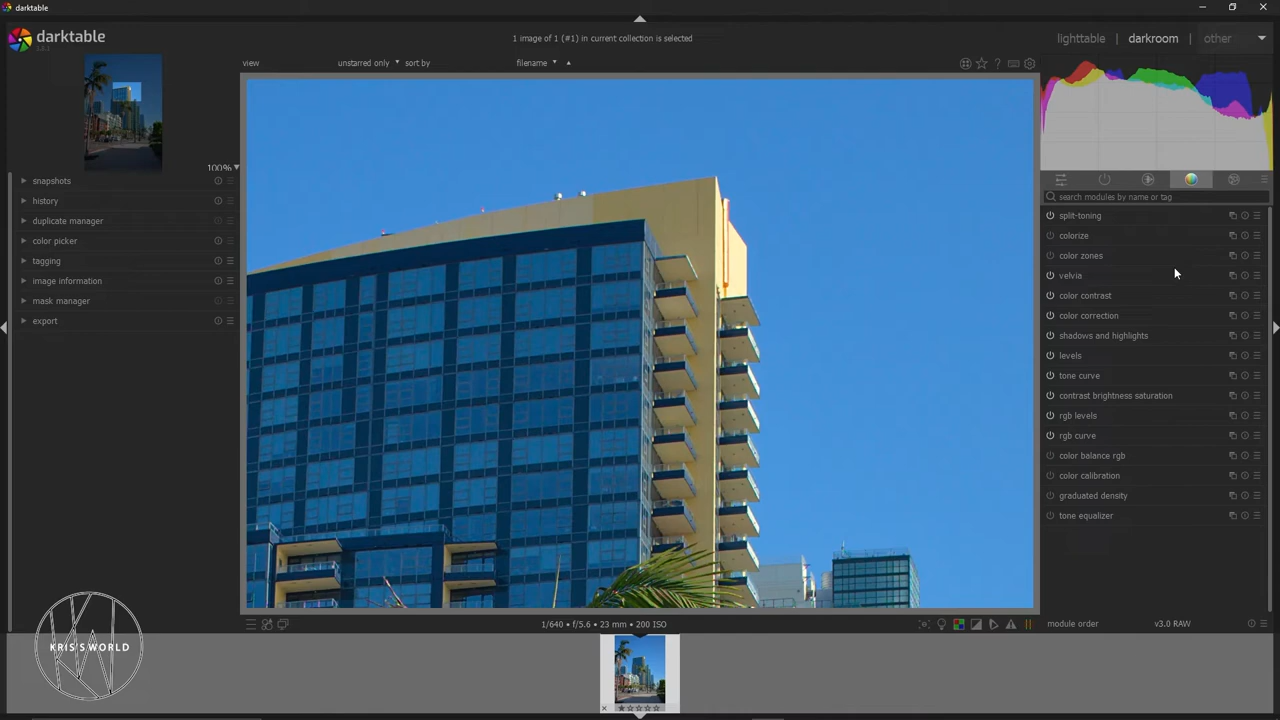 darktable
darktable
1 image of 1 (#1) in current collection is selected
lighttable | darkroom | other
view unstarred only sort by filename
100%
snapshots
history
duplicate manager
color picker
tagging
image information
mask manager
export
search modules by name or tag
split-toning
colorize
color zones
velvia
color contrast
color correction
shadows and highlights
levels
tone curve
contrast brightness saturation
rgb levels
rgb curve
color balance rgb
color calibration
graduated density
tone equalizer
1/640 • f/5.6 • 23 mm • 200 ISO
module order v3.0 RAW
KRIS'S WORLD